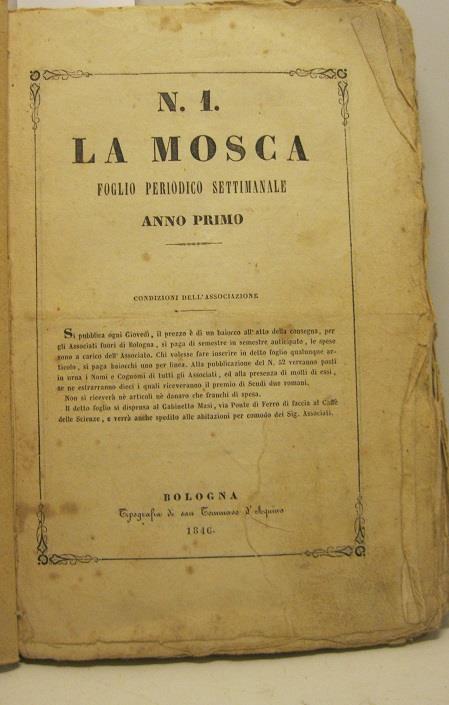 N. 1.
LA MOSCA
FOGLIO PERIODICO SETTIMANALE
ANNO PRIMO
CONDIZIONI DELL'ASSOCIAZIONE
Si pubblica ogni Giovedì, il prezzo è di un baiocco all'atto della consegna, per
gli Associati fuori di Bologna, si paga di semestre in semestre anticipato, le spese
sono a carico dell'Associato. Chi volesse fare inserire in detto foglio qualunque ar-
ticolo, si paga baiocchi uno per linea. Alla pubblicazione del N. 52 verranno posti
in urna i Nomi e Cognomi di tutti gli Associati, ed alla presenza di molti di essi,
se ne estrarranno dieci i quali riceveranno il premio di Scudi due romani.
Non si riceverà nè articoli nè danaro che franchi di spesa.
Il detto foglio si dispensa al Gabinetto Masi, via Ponte di Ferro di faccia al Caffè
delle Scienze, e verrà anche spedito alle abitazioni per comodo dei Sig. Associati.
BOLOGNA
Tipografia di san Tommaso d'Aquino
1846.